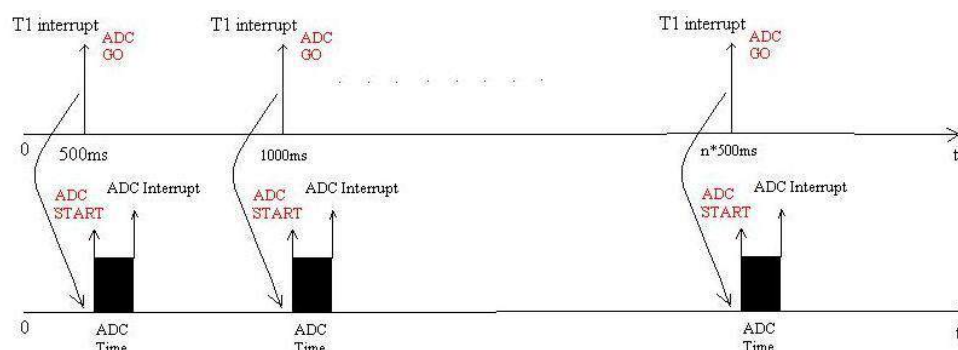 T1 interrupt
ADC
GO
T1 interrupt
ADC
GO
T1 interrupt
ADC
GO
0
500ms
1000ms
n*500ms
t
ADC
START
ADC Interrupt
ADC
START
ADC Interrupt
ADC
START
ADC Interrupt
0
ADC
Time
ADC
Time
ADC
Time
t